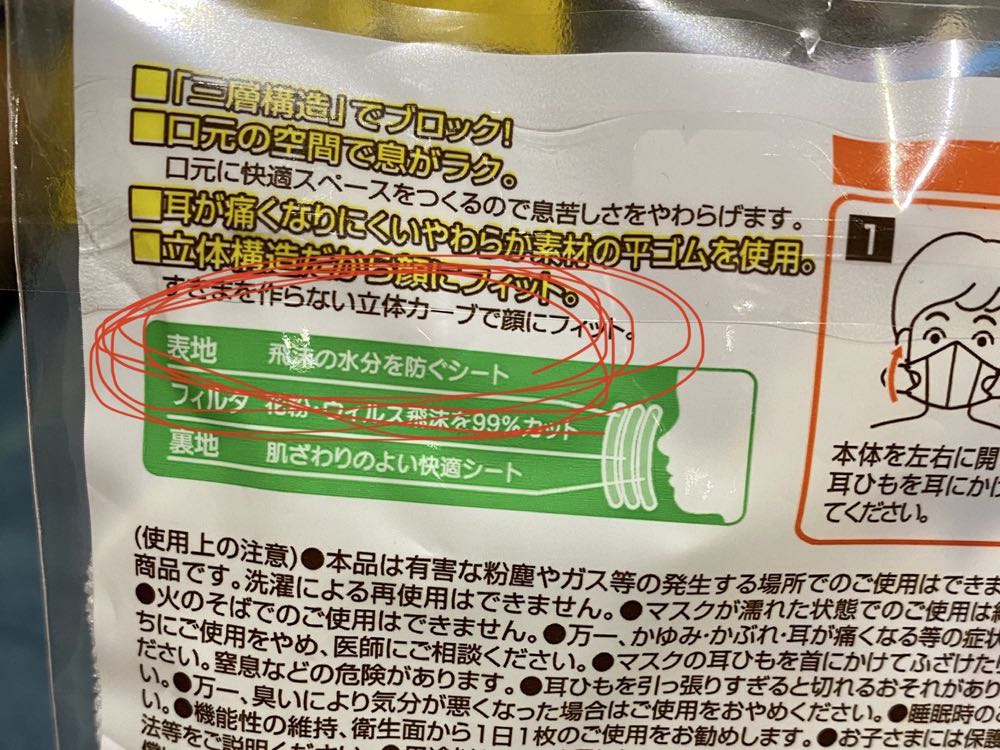 ■「三層構造」でブロック!
■口元の空間で息がラク。
口元に快適スペースをつくるので息苦しさをやわらげます。
■耳が痛くなりにくいやわらか素材の平ゴムを使用。
■立体構造だから顔にフィット。
すきまを作らない立体カーブで顔にフィット。
表地 飛沫の水分を防ぐシート
フィルタ 花粉・ウィルス飛沫を99%カット
裏地 肌ざわりのよい快適シート
1
本体を左右に開
耳ひもを耳にかけ
てください。
(使用上の注意)●本品は有害な粉塵やガス等の発生する場所でのご使用はできま
商品です。洗濯による再使用はできません。●マスクが濡れた状態でのご使用は
●火のそばでのご使用はできません。●万一、かゆみ・かぶれ・耳が痛くなる等の症状
ちにご使用をやめ、医師にご相談ください。●マスクの耳ひもを首にかけてふざけた
ださい。窒息などの危険があります。●耳ひもを引っ張りすぎると切れるおそれがあり
い。●万一、臭いにより気分が悪くなった場合はご使用をおやめください。●睡眠時の
い。●機能性の維持、衛生面から1日1枚のご使用をお勧めします。●お子さまには保護
法等をご説明ください。